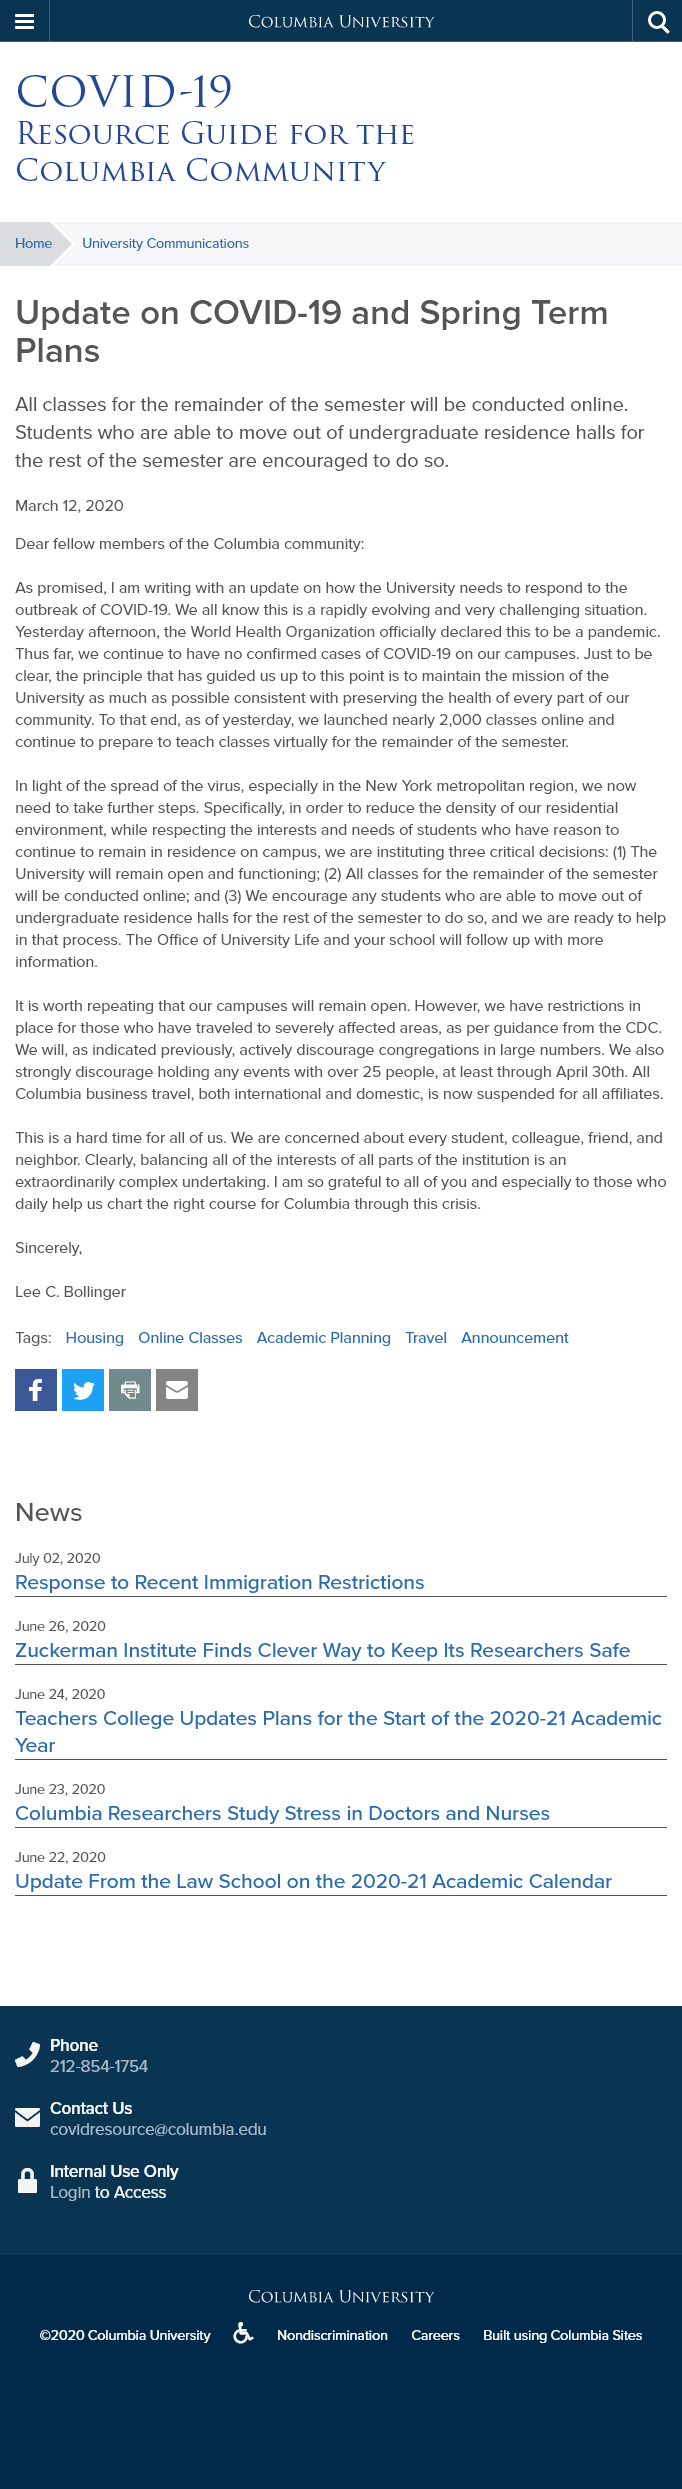 Columbia University
COVID-19
Resource Guide for the
Columbia Community
Home University Communications
Update on COVID-19 and Spring Term
Plans
All classes for the remainder of the semester will be conducted online.
Students who are able to move out of undergraduate residence halls for
the rest of the semester are encouraged to do so.
March 12, 2020
Dear fellow members of the Columbia community:
As promised, I am writing with an update on how the University needs to respond to the
outbreak of COVID-19. We all know this is a rapidly evolving and very challenging situation.
Yesterday afternoon, the World Health Organization officially declared this to be a pandemic.
Thus far, we continue to have no confirmed cases of COVID-19 on our campuses. Just to be
clear, the principle that has guided us up to this point is to maintain the mission of the
University as much as possible consistent with preserving the health of every part of our
community. To that end, as of yesterday, we launched nearly 2,000 classes online and
continue to prepare to teach classes virtually for the remainder of the semester.
In light of the spread of the virus, especially in the New York metropolitan region, we now
need to take further steps. Specifically, in order to reduce the density of our residential
environment, while respecting the interests and needs of students who have reason to
continue to remain in residence on campus, we are instituting three critical decisions: (1) The
University will remain open and functioning; (2) All classes for the remainder of the semester
will be conducted online; and (3) We encourage any students who are able to move out of
undergraduate residence halls for the rest of the semester to do so, and we are ready to help
in that process. The Office of University Life and your school will follow up with more
information.
It is worth repeating that our campuses will remain open. However, we have restrictions in
place for those who have traveled to severely affected areas, as per guidance from the CDC.
We will, as indicated previously, actively discourage congregations in large numbers. We also
strongly discourage holding any events with over 25 people, at least through April 30th. All
Columbia business travel, both international and domestic, is now suspended for all affiliates.
This is a hard time for all of us. We are concerned about every student, colleague, friend, and
neighbor. Clearly, balancing all of the interests of all parts of the institution is an
extraordinarily complex undertaking. I am so grateful to all of you and especially to those who
daily help us chart the right course for Columbia through this crisis.
Sincerely,
Lee C. Bollinger
Tags: Housing Online Classes Academic Planning Travel Announcement
News
July 02, 2020
Response to Recent Immigration Restrictions
June 26, 2020
Zuckerman Institute Finds Clever Way to Keep Its Researchers Safe
June 24, 2020
Teachers College Updates Plans for the Start of the 2020-21 Academic
Year
June 23, 2020
Columbia Researchers Study Stress in Doctors and Nurses
June 22, 2020
Update From the Law School on the 2020-21 Academic Calendar
Phone
212-854-1754
Contact Us
covidresource@columbia.edu
Internal Use Only
Login to Access
Columbia University
©2020 Columbia University Nondiscrimination Careers Built using Columbia Sites